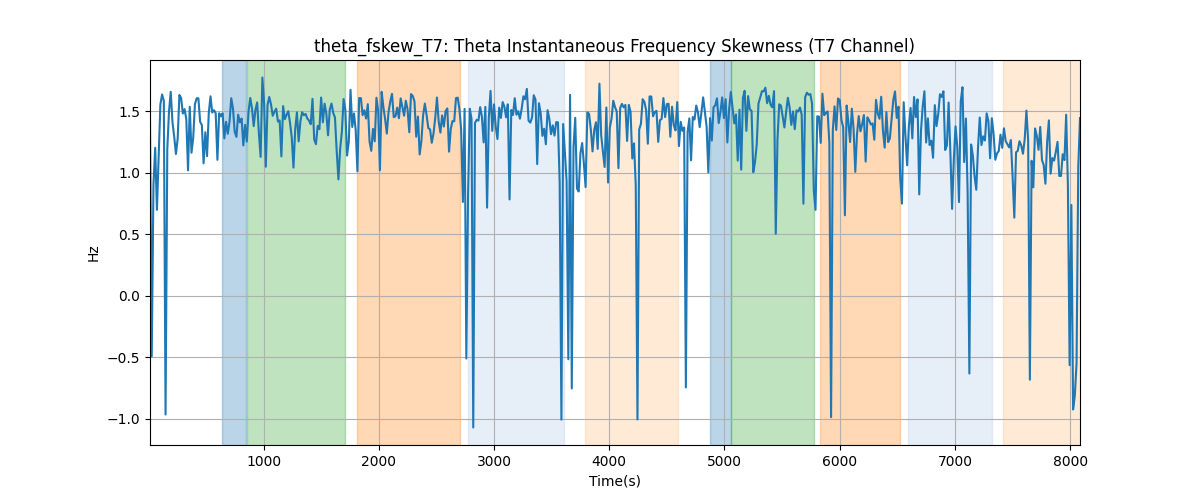 theta_fskew_T7: Theta Instantaneous Frequency Skewness (T7 Channel)
Hz
1.5
1.0
0.5
0.0
−0.5
−1.0
1000 2000 3000 4000 5000 6000 7000 8000
Time(s)